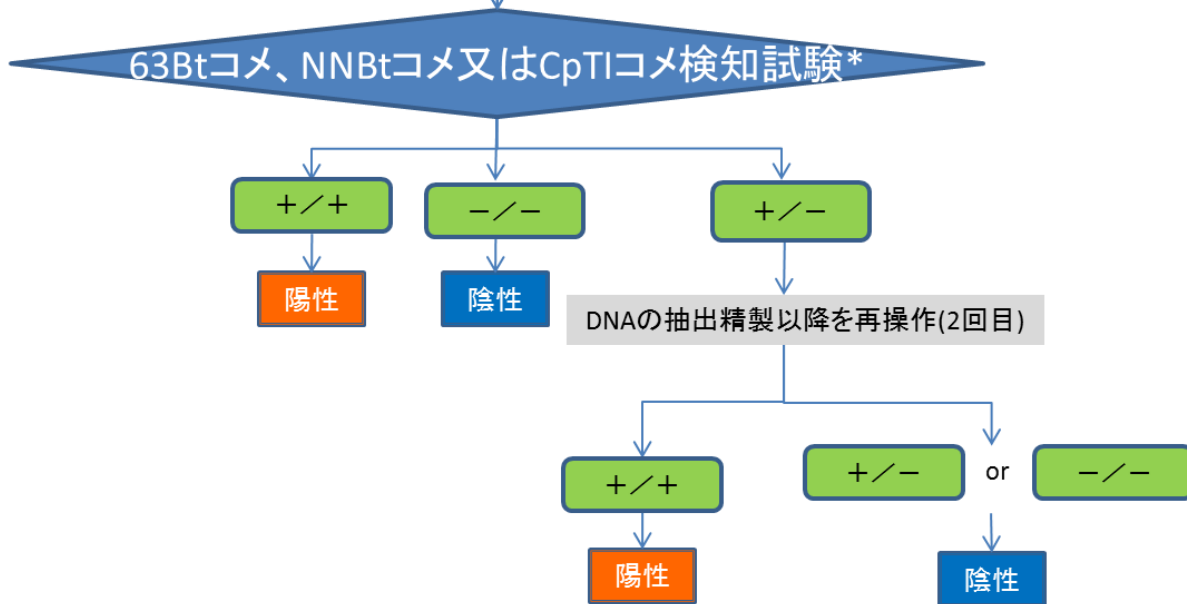 63Btコメ、NNBtコメ又はCpTIコメ検知試験*
＋／＋
－／－
＋／－
陽性
陰性
DNAの抽出精製以降を再操作(2回目)
＋／＋
＋／－
or
－／－
陽性
陰性